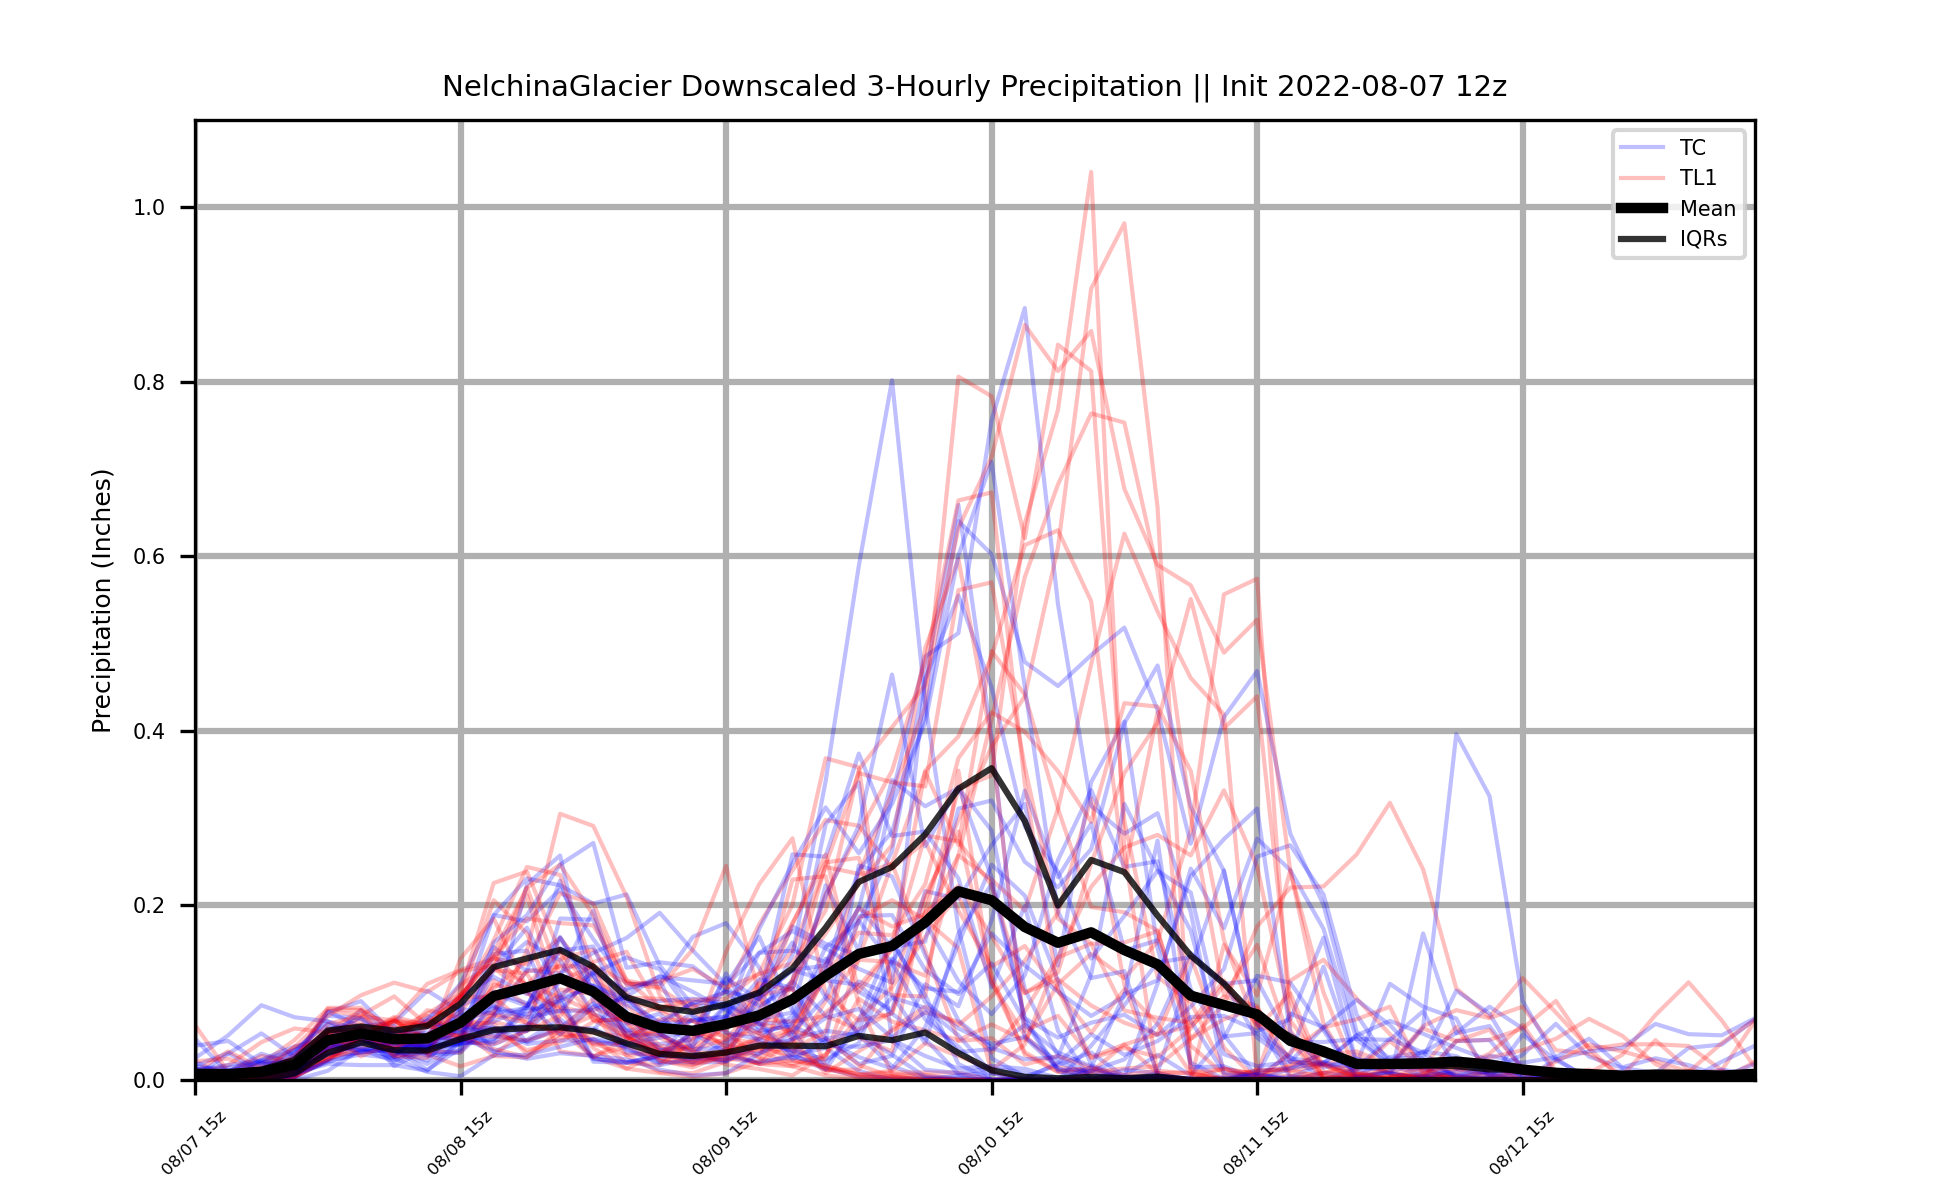 NelchinaGlacier Downscaled 3-Hourly Precipitation || Init 2022-08-07 12z
TC
TL1
Mean
IQRs
Precipitation (Inches)
1.0
0.8
0.6
0.4
0.2
0.0
08/07 15z
08/08 15z
08/09 15z
08/10 15z
08/11 15z
08/12 15z